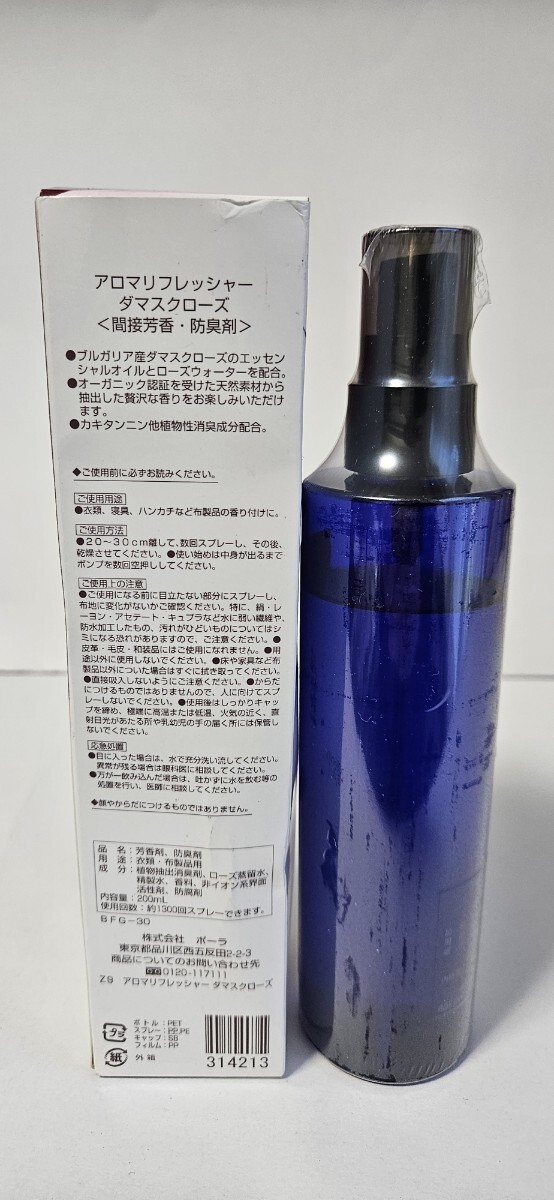 アロマリフレッシャー
ダマスクローズ
＜間接芳香・防臭剤＞
●ブルガリア産ダマスクローズのエッセン
シャルオイルとローズウォーターを配合。
●オーガニック認証を受けた天然素材から
抽出した贅沢な香りをお楽しみいただけ
ます。
●カキタンニン他植物性消臭成分配合。
◆ご使用前に必ずお読みください。
ご使用用途
●衣類、寝具、ハンカチなど布製品の香り付けに。
ご使用方法
●20〜30cm離して、数回スプレーし、その後、
乾燥させてください。●使い始めは中身が出るまで
ポンプを数回空押ししてください。
ご使用上の注意
●ご使用になる前に目立たない部分にスプレーし、
布地に変化がないかご確認ください。特に、絹・レ
ーヨン・アセテート・キュプラなど水に弱い繊維や、
防水加工したもの、汚れがひどいものについてはシ
ミになる恐れがありますので、ご注意ください。●
皮革・毛皮・和装品にはご使用になれません。●用
途以外に使用しないでください。●床や家具など布
製品以外についた場合はすぐに拭き取ってください。
●直接吸入しないようにご注意ください。●からだ
につけるものではありませんので、人に向けてスプ
レーしないでください。●使用後はしっかりキャッ
プを締め、極端に高温または低温、火気の近く、直
射日光があたる所や乳幼児の手の届く所には保管し
ないでください。
応急処置
●目に入った場合は、水で充分洗い流してください。
異常が残る場合は眼科医に相談してください。
●万が一飲み込んだ場合は、吐かずに水を飲む等の
処置を行い、医師に相談してください。
◆顔やからだにつけるものではありません。
品 名：芳香剤、防臭剤
用 途：衣類・布製品用
成 分：植物抽出消臭剤、ローズ蒸留水、
精製水、香料、非イオン系界面
活性剤、防腐剤
内容量：200mL
使用回数：約1300回スプレーできます。
BFG-30
株式会社 ポーラ
東京都品川区西五反田2-2-3
商品についてのお問い合わせ先
0120-117111
Z9 アロマリフレッシャー ダマスクローズ
プラ
ボトル：PET
スプレー：PP,PE
キャップ：SB
フィルム：PP
紙 外箱
314213